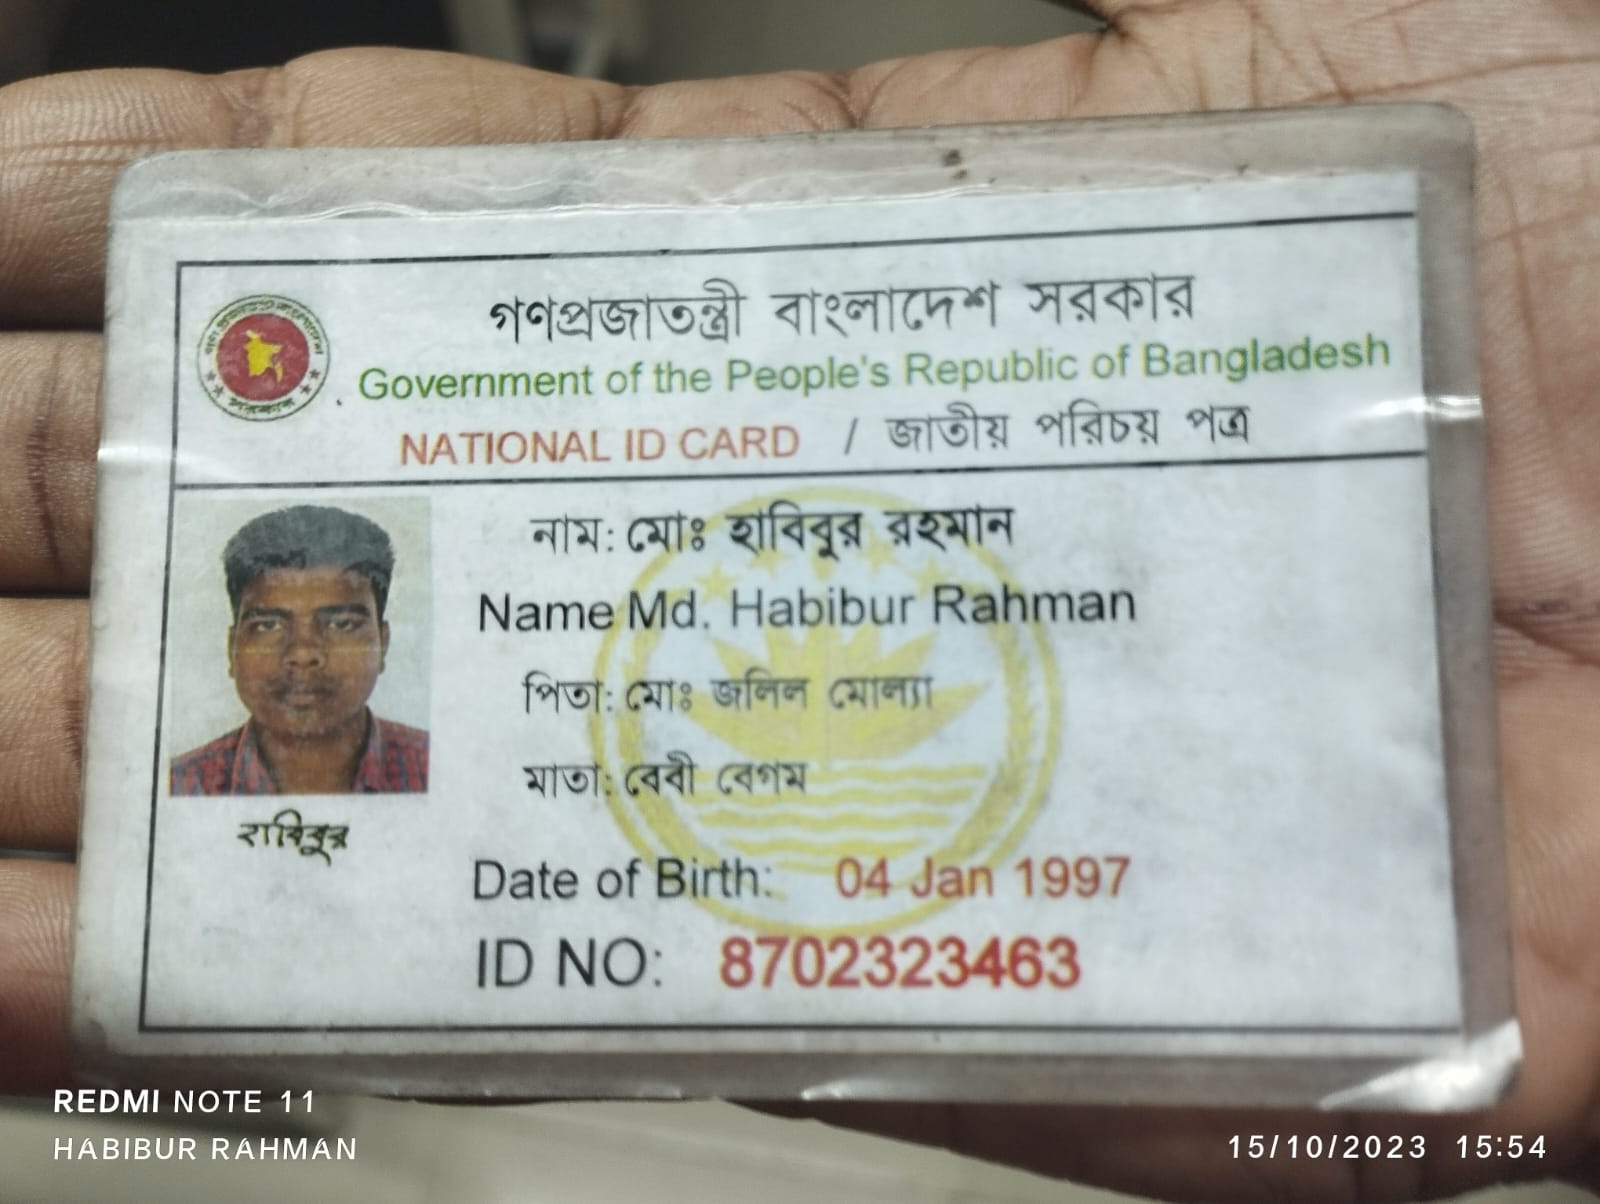 গণপ্রজাতন্ত্রী বাংলাদেশ সরকার
Government of the People's Republic of Bangladesh
NATIONAL ID CARD / জাতীয় পরিচয় পত্র
নাম: মোঃ হাবিবুর রহমান
Name Md. Habibur Rahman
পিতা: মোঃ জলিল মোল্যা
মাতা: বেবী বেগম
হাবিবুর
Date of Birth: 04 Jan 1997
ID NO: 8702323463
REDMI NOTE 11
HABIBUR RAHMAN
15/10/2023 15:54